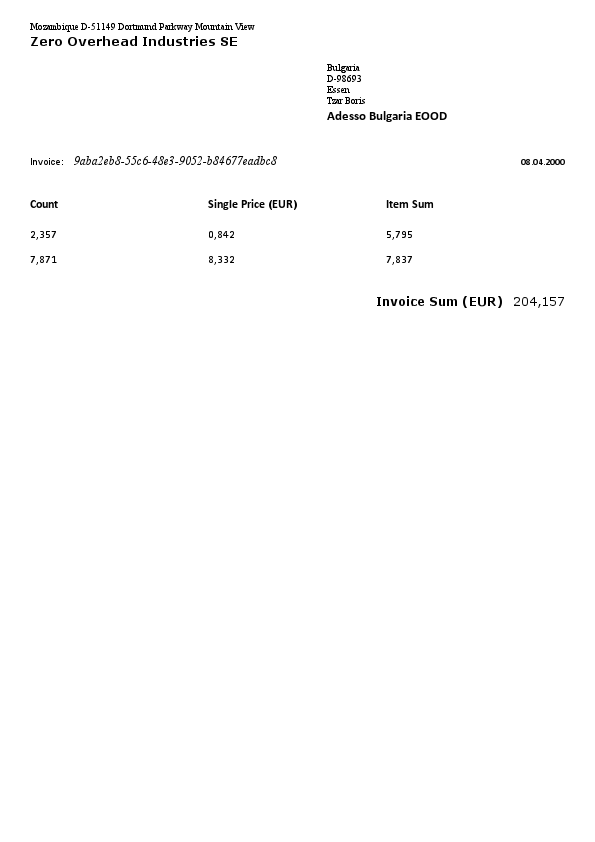 Mozambique D-51149 Dortmund Parkway Mountain View
Zero Overhead Industries SE
Bulgaria
D-98693
Essen
Tzar Boris
Adesso Bulgaria EOOD
Invoice: 9aba2eb8-55c6-48e3-9052-b84677eadbc8 08.04.2000
Count Single Price (EUR) Item Sum
2,357 0,842 5,795
7,871 8,332 7,837
Invoice Sum (EUR) 204,157